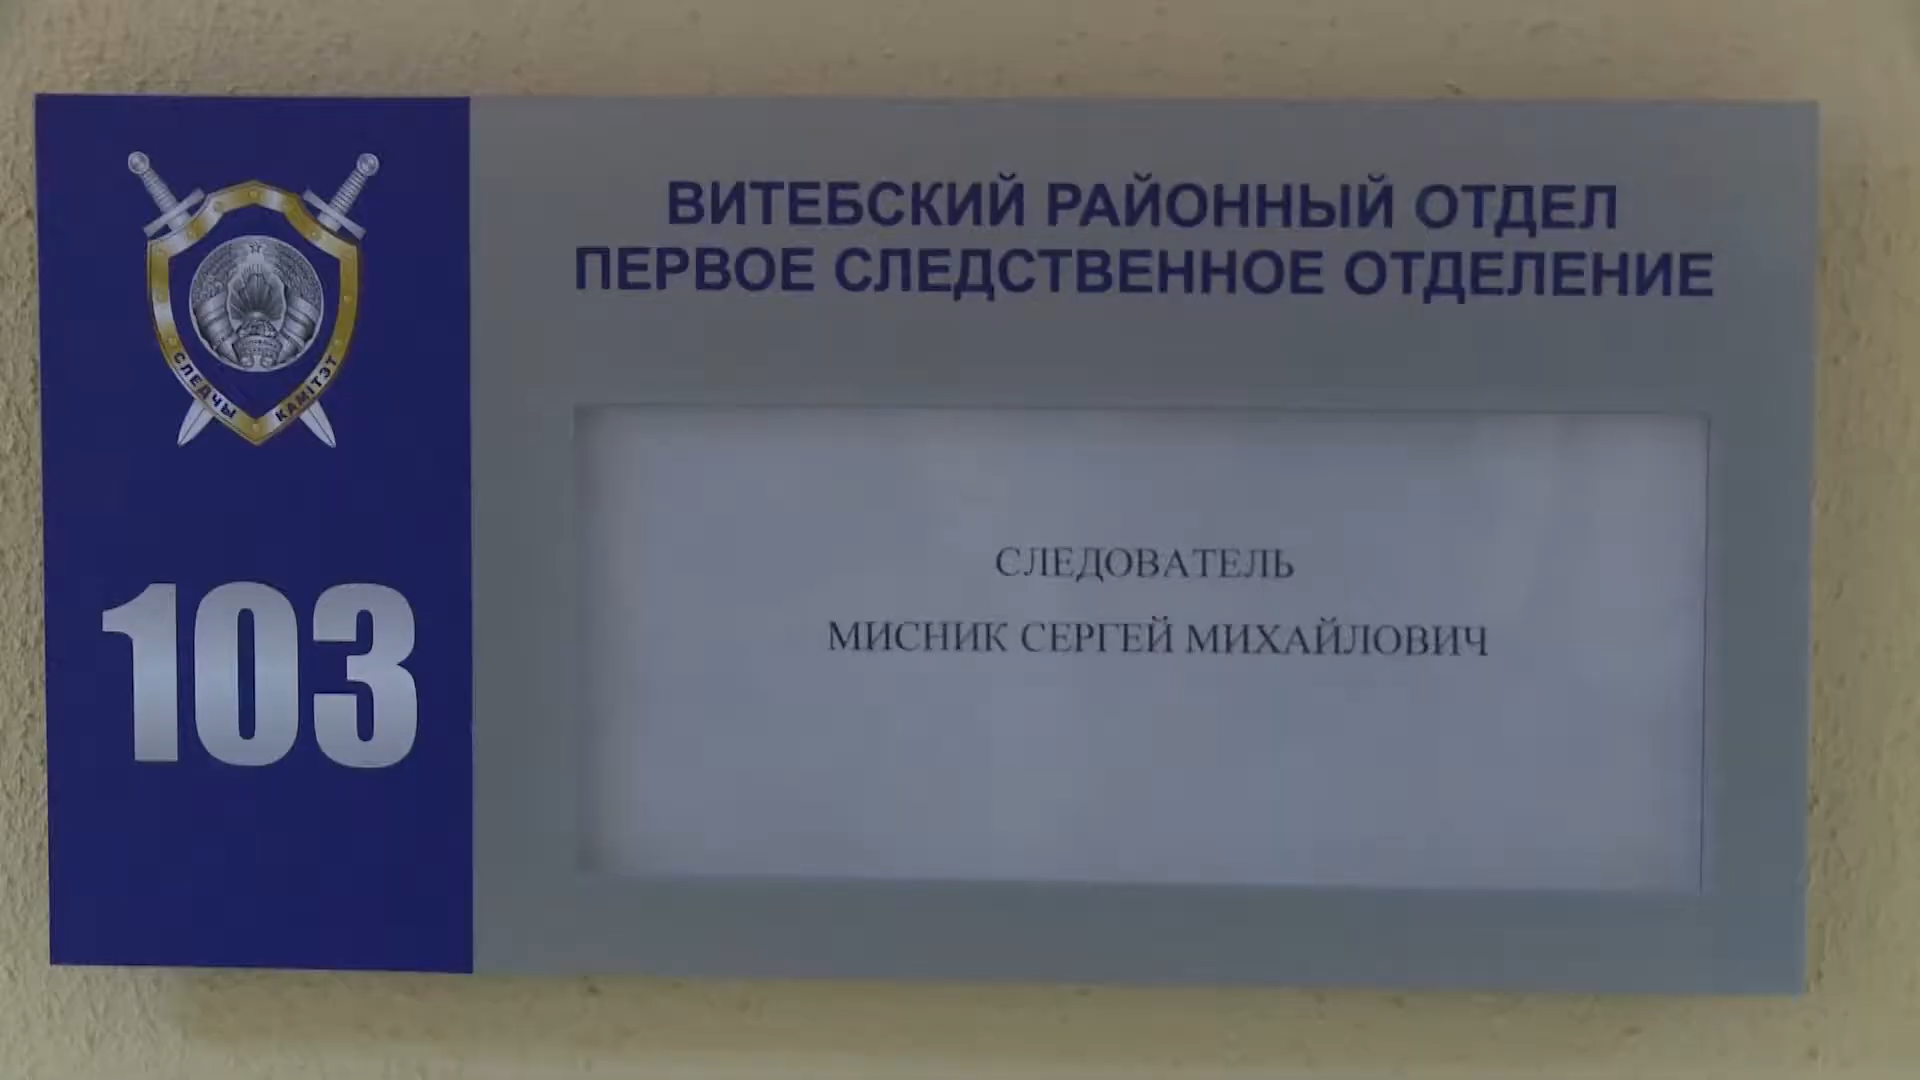 ВИТЕБСКИЙ РАЙОННЫЙ ОТДЕЛ
ПЕРВОЕ СЛЕДСТВЕННОЕ ОТДЕЛЕНИЕ
СЛЕДЧЫ КАМІТЭТ
103
СЛЕДОВАТЕЛЬ
МИСНИК СЕРГЕЙ МИХАЙЛОВИЧ